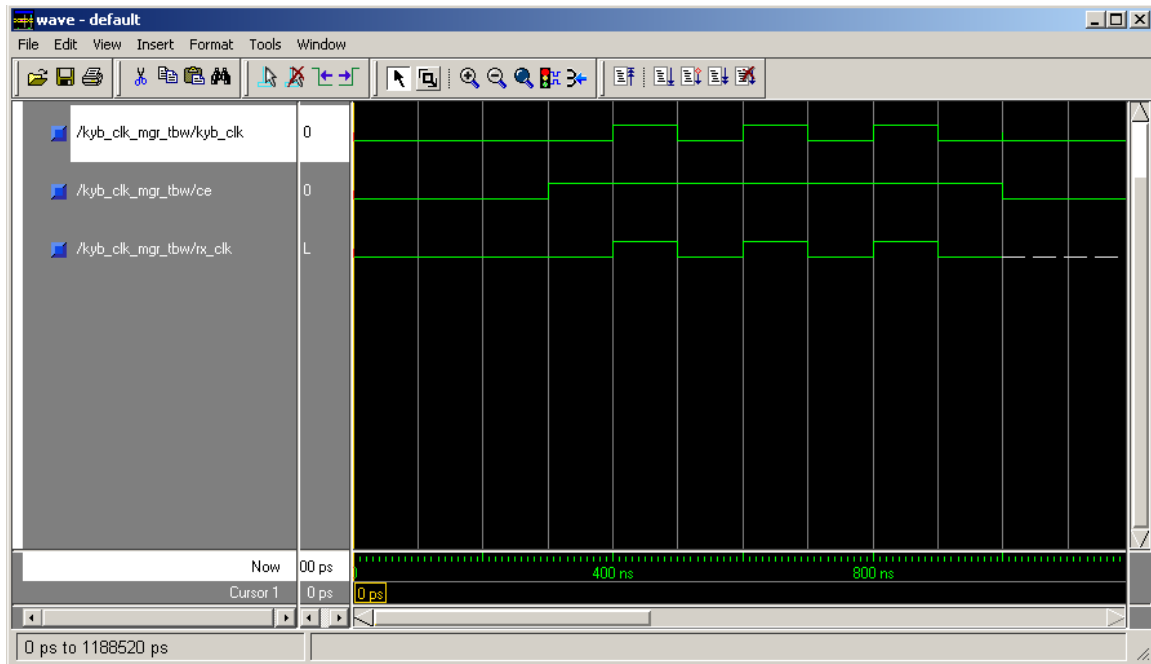 wave - default
File Edit View Insert Format Tools Window
/kyb_clk_mgr_tbw/kyb_clk 0
/kyb_clk_mgr_tbw/ce 0
/kyb_clk_mgr_tbw/rx_clk L
Now 00 ps 400 ns 800 ns
Cursor 1 0 ps 0 ps
0 ps to 1188520 ps